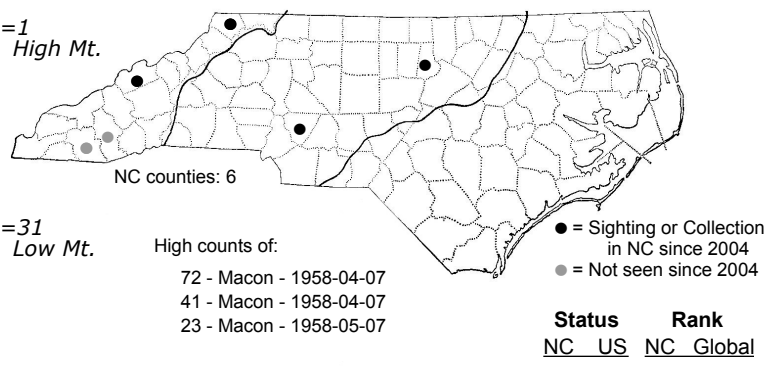 =1
High Mt.
NC counties: 6
=31
Low Mt.
High counts of:
72 - Macon - 1958-04-07
41 - Macon - 1958-04-07
23 - Macon - 1958-05-07
● = Sighting or Collection
in NC since 2004
● = Not seen since 2004
Status Rank
NC US NC Global